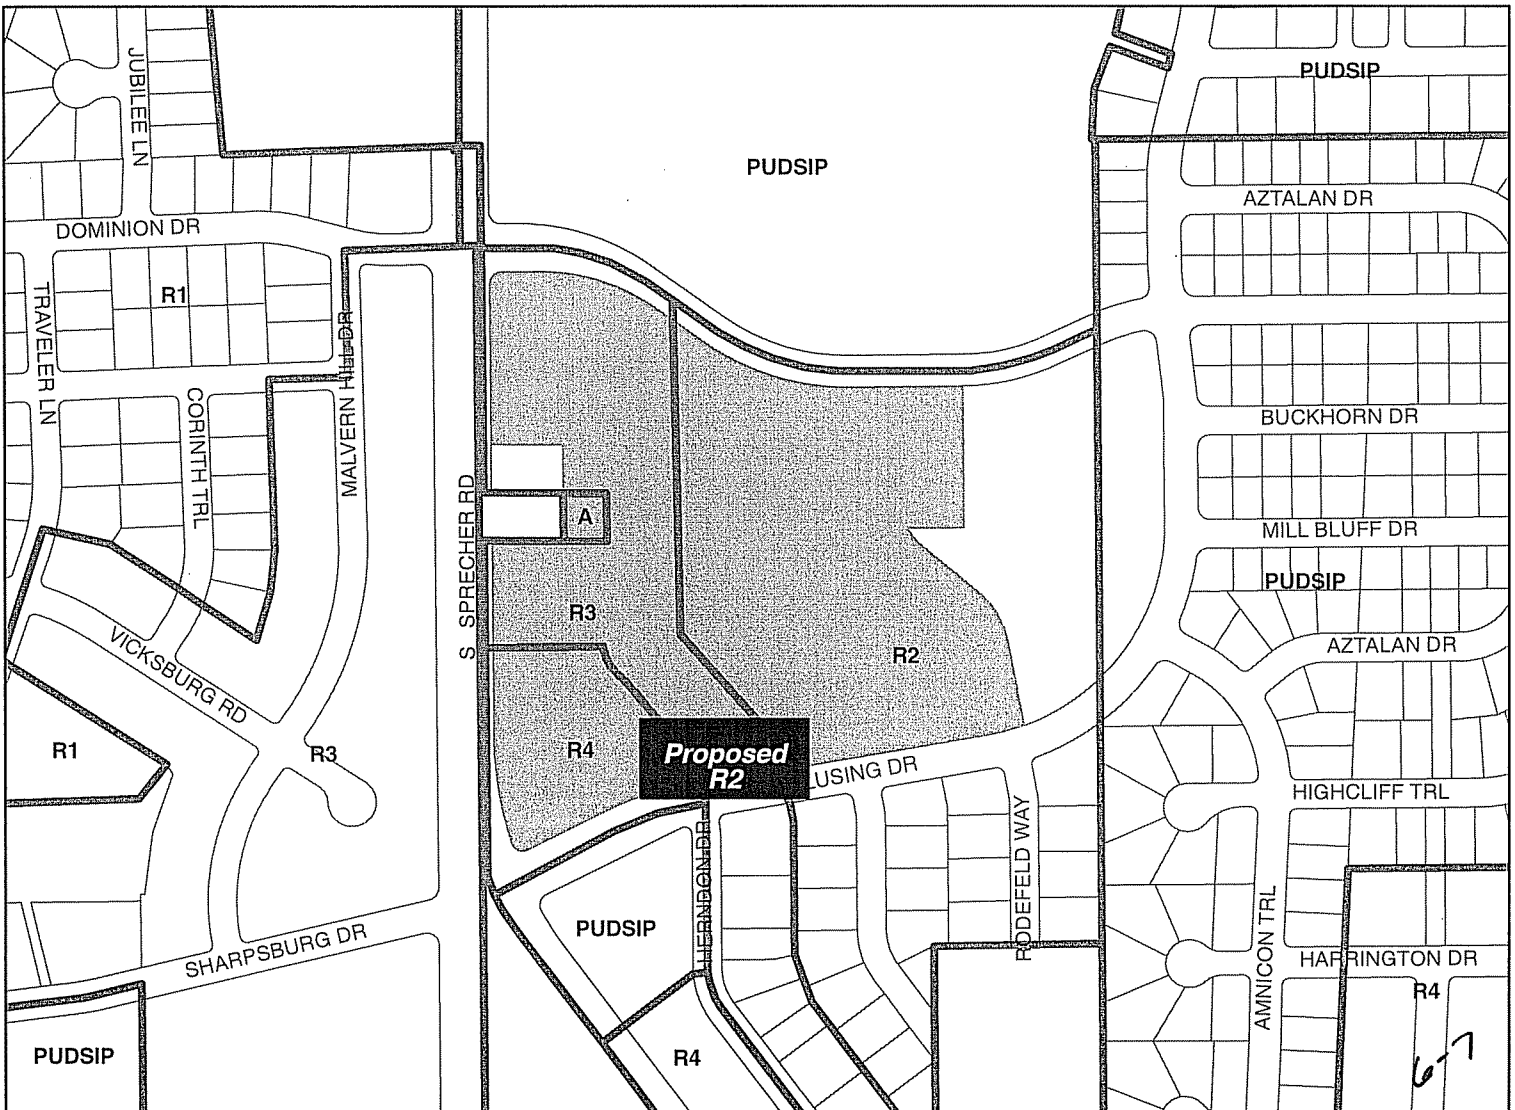 JUBILEE LN
PUDSIP
PUDSIP
AZTALAN DR
DOMINION DR
R1
TRAVELER LN
MALVERN HILL DR
CORINTH TRL
BUCKHORN DR
S SPRECHER RD
A
MILL BLUFF DR
PUDSIP
R3
R2
AZTALAN DR
VICKSBURG RD
R1
R3
R4
Proposed
R2
LUSING DR
HIGHCLIFF TRL
HERNDON DR
RODEFELD WAY
PUDSIP
SHARPSBURG DR
AMNICON TRL
HARRINGTON DR
R4
PUDSIP
R4
6-7